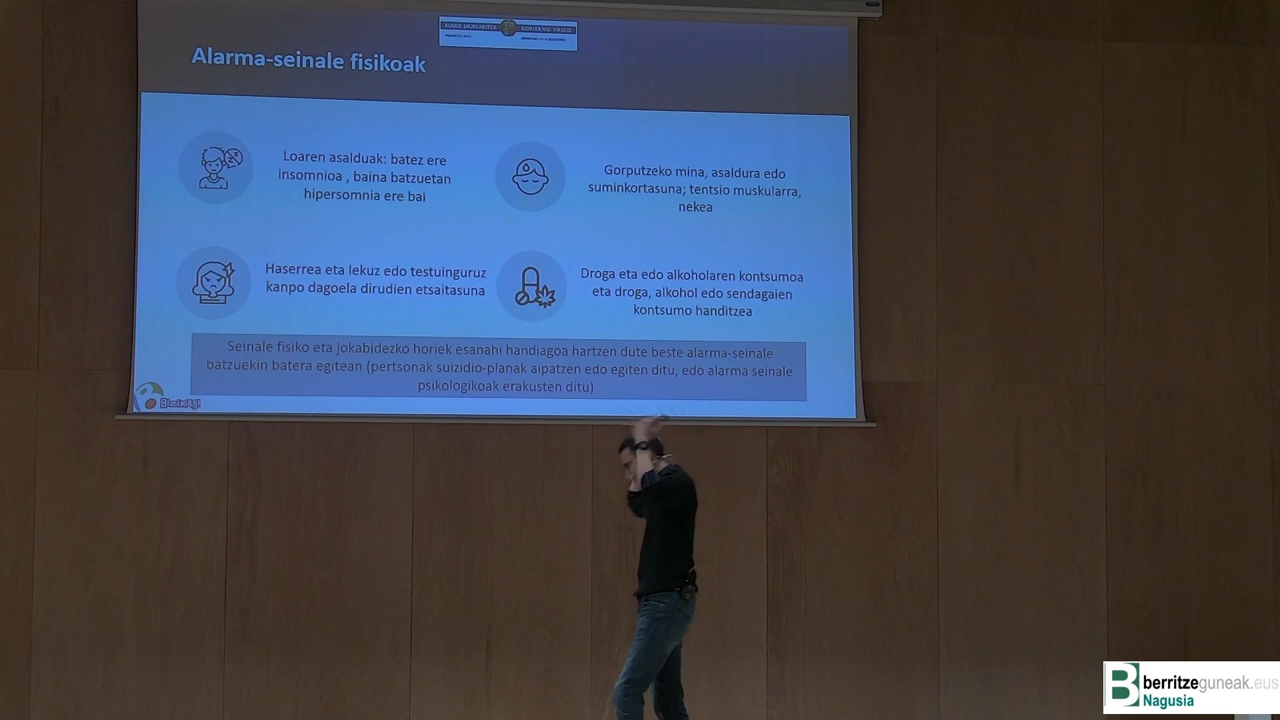 EUSKO JAURLARITZA
GOBIERNO VASCO
Alarma-seinale fisikoak
Loaren asalduak: batez ere
insomnioa , baina batzuetan
hipersomnia ere bai
Gorputzeko mina, asaldura edo
suminkortasuna; tentsio muskularra,
nekea
Haserrea eta lekuz edo testuinguruz
kanpo dagoela dirudien etsaitasuna
Droga eta edo alkoholaren kontsumoa
eta droga, alkohol edo sendagaien
kontsumo handitzea
Seinale fisiko eta jokabidezko horiek esanahi handiagoa hartzen dute beste alarma-seinale
batzuekin batera egitean (pertsonak suizidio-planak aipatzen edo egiten ditu, edo alarma seinale
psikologikoak erakusten ditu)
berritzeguneak.eus
Nagusia